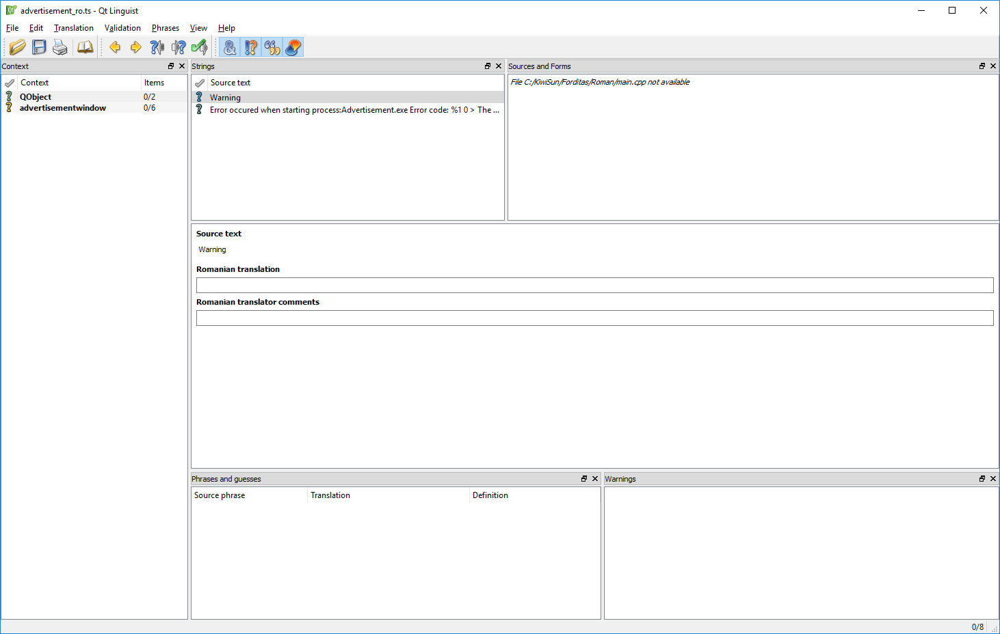 advertisement_ro.ts - Qt Linguist
File Edit Translation Validation Phrases View Help
Context
Context Items
QObject 0/2
advertisementwindow 0/6
Strings
Source text
Warning
Error occured when starting process:Advertisement.exe Error code: %1 0 > The ...
Sources and Forms
File C:/KiwiSun/Forditas/Roman/main.cpp not available
Source text
Warning
Romanian translation
Romanian translator comments
Phrases and guesses
Source phrase Translation Definition
Warnings
0/8